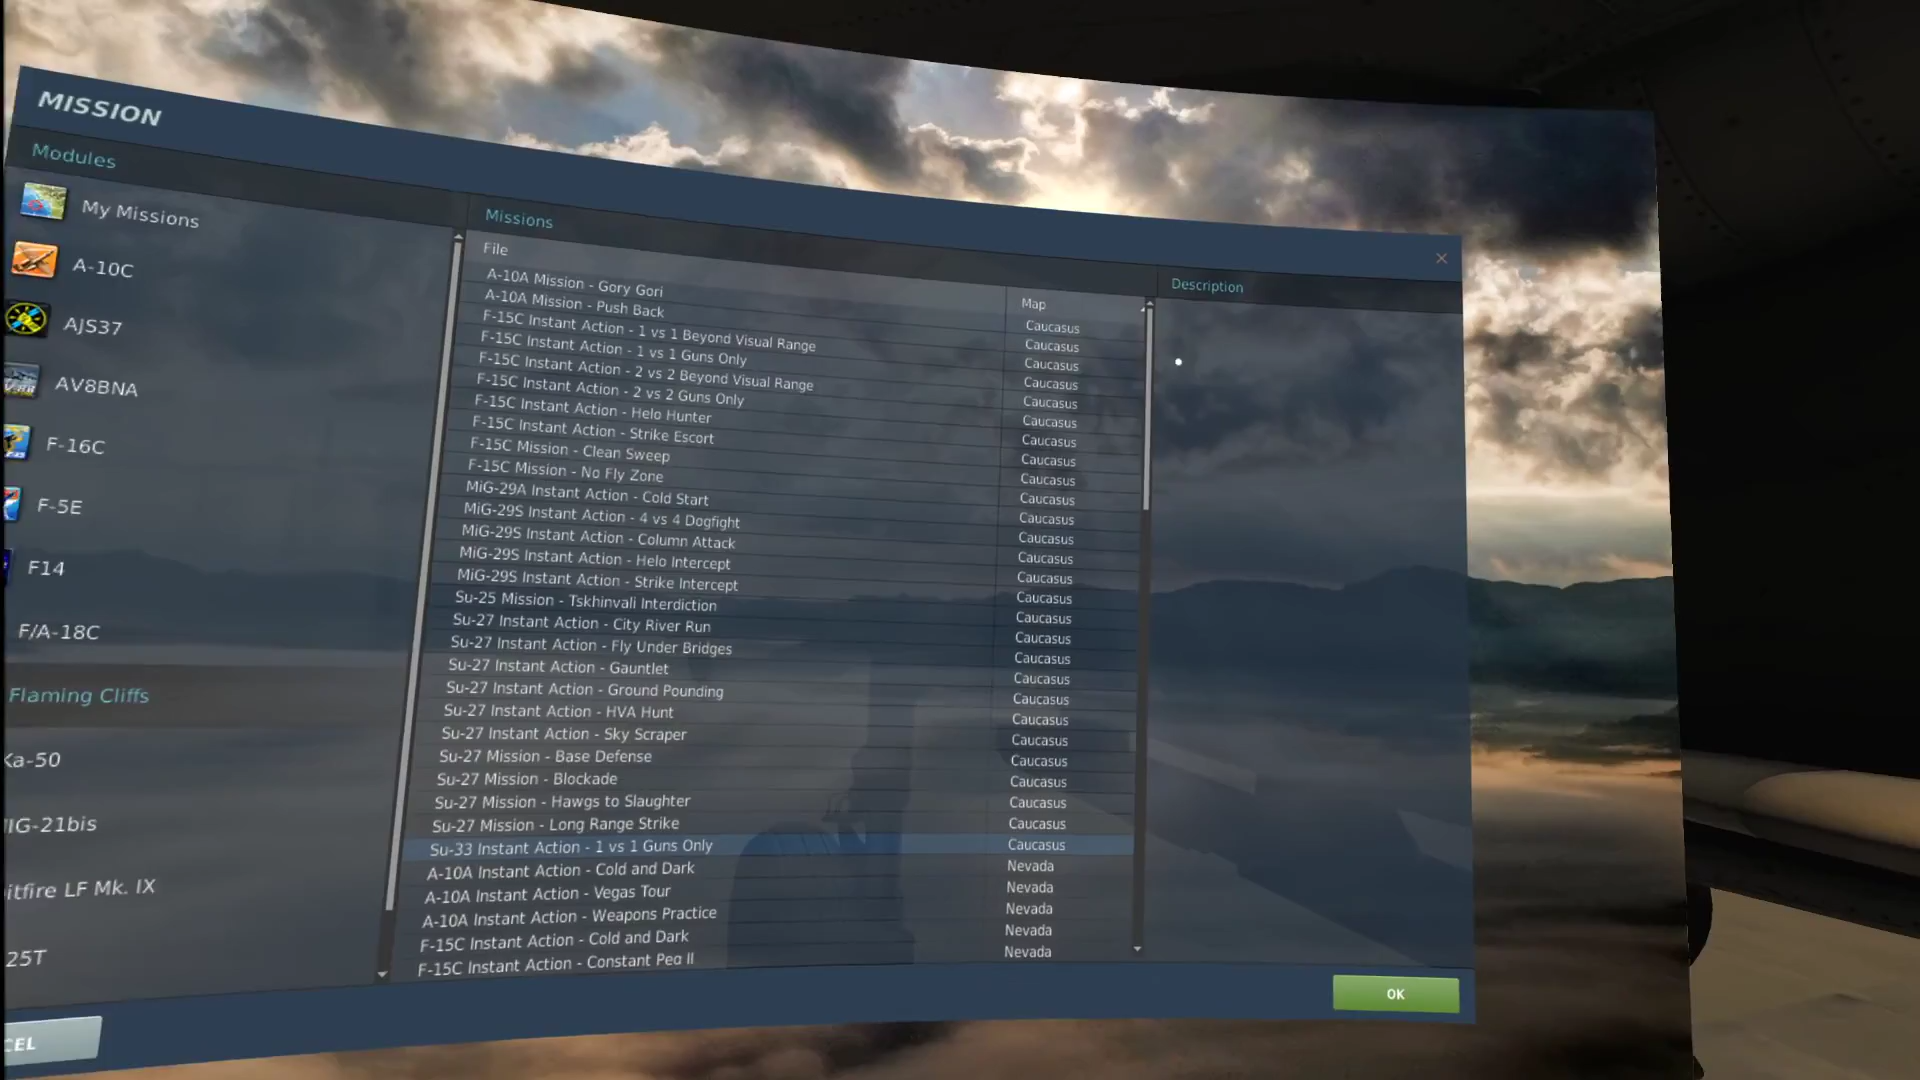 MISSION
Modules
My Missions
A-10C
AJS37
AV8BNA
F-16C
F-5E
F14
F/A-18C
Flaming Cliffs
Ka-50
IG-21bis
itfire LF Mk. IX
25T
CEL
Missions
File
Map
A-10A Mission - Gory Gori Caucasus
A-10A Mission - Push Back Caucasus
F-15C Instant Action - 1 vs 1 Beyond Visual Range Caucasus
F-15C Instant Action - 1 vs 1 Guns Only Caucasus
F-15C Instant Action - 2 vs 2 Beyond Visual Range Caucasus
F-15C Instant Action - 2 vs 2 Guns Only Caucasus
F-15C Instant Action - Helo Hunter Caucasus
F-15C Instant Action - Strike Escort Caucasus
F-15C Mission - Clean Sweep Caucasus
F-15C Mission - No Fly Zone Caucasus
MiG-29A Instant Action - Cold Start Caucasus
MiG-29S Instant Action - 4 vs 4 Dogfight Caucasus
MiG-29S Instant Action - Column Attack Caucasus
MiG-29S Instant Action - Helo Intercept Caucasus
MiG-29S Instant Action - Strike Intercept Caucasus
Su-25 Mission - Tskhinvali Interdiction Caucasus
Su-27 Instant Action - City River Run Caucasus
Su-27 Instant Action - Fly Under Bridges Caucasus
Su-27 Instant Action - Gauntlet Caucasus
Su-27 Instant Action - Ground Pounding Caucasus
Su-27 Instant Action - HVA Hunt Caucasus
Su-27 Instant Action - Sky Scraper Caucasus
Su-27 Mission - Base Defense Caucasus
Su-27 Mission - Blockade Caucasus
Su-27 Mission - Hawgs to Slaughter Caucasus
Su-27 Mission - Long Range Strike Caucasus
Su-33 Instant Action - 1 vs 1 Guns Only Caucasus
A-10A Instant Action - Cold and Dark Nevada
A-10A Instant Action - Vegas Tour Nevada
A-10A Instant Action - Weapons Practice Nevada
F-15C Instant Action - Cold and Dark Nevada
F-15C Instant Action - Constant Peg II Nevada
Description
OK